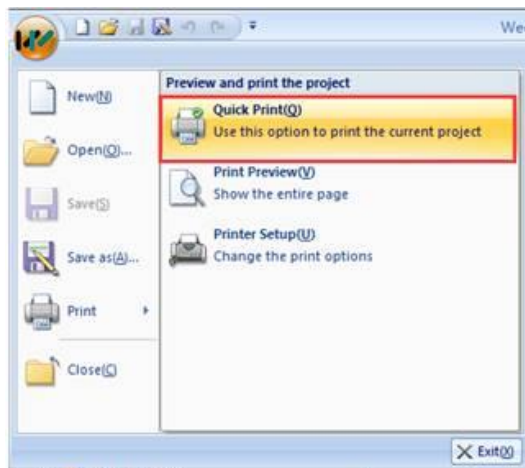 We
New(N)
Open(O)...
Save(S)
Save as(A)...
Print
Close(C)
Preview and print the project
Quick Print(Q)
Use this option to print the current project
Print Preview(V)
Show the entire page
Printer Setup(U)
Change the print options
Exit(X)